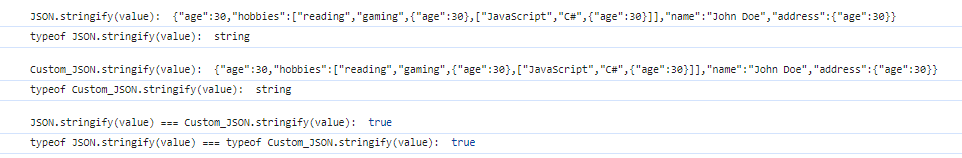 JSON.stringify(value): {"age":30,"hobbies":["reading","gaming",{"age":30},["JavaScript","C#",{"age":30}]],"name":"John Doe","address":{"age":30}}
typeof JSON.stringify(value): string
Custom_JSON.stringify(value): {"age":30,"hobbies":["reading","gaming",{"age":30},["JavaScript","C#",{"age":30}]],"name":"John Doe","address":{"age":30}}
typeof Custom_JSON.stringify(value): string
JSON.stringify(value) === Custom_JSON.stringify(value): true
typeof JSON.stringify(value) === typeof Custom_JSON.stringify(value): true